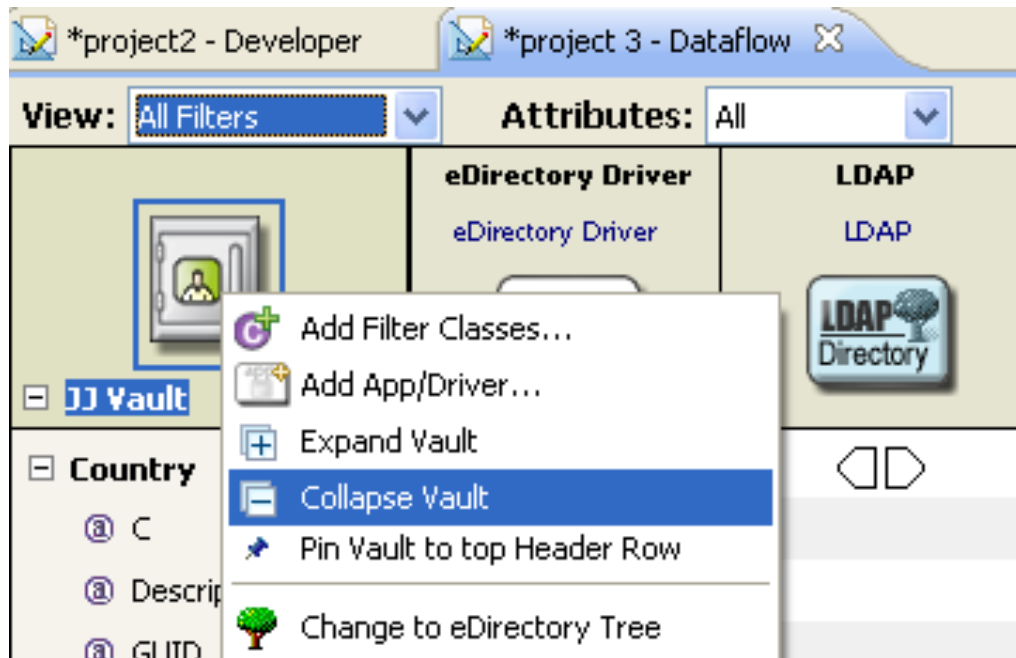 *project2 - Developer
*project 3 - Dataflow
View: All Filters
Attributes: All
eDirectory Driver
LDAP
eDirectory Driver
LDAP
LDAP
Directory
JJ Vault
Add Filter Classes...
Add App/Driver...
Expand Vault
Collapse Vault
Pin Vault to top Header Row
Change to eDirectory Tree
Country
C
Descrip
GUID